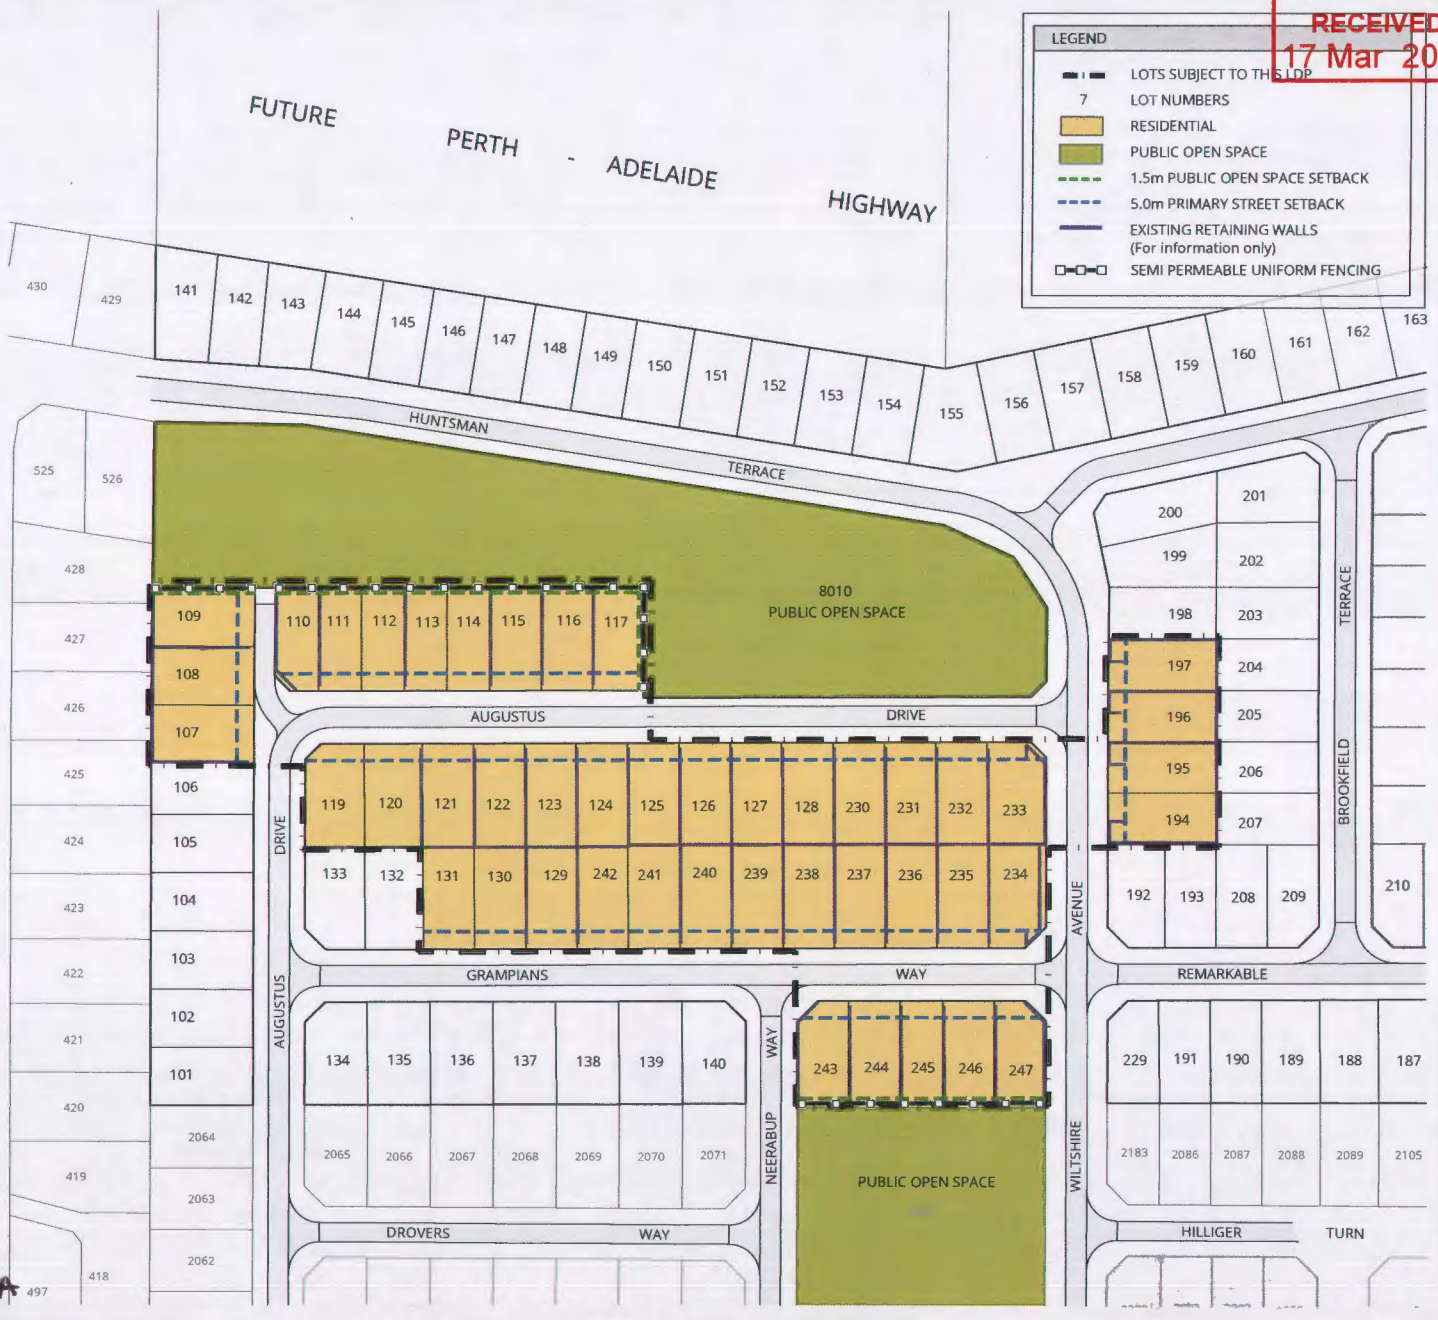 RECEIVED
17 Mar 20
LEGEND
LOTS SUBJECT TO THIS LDP
7 LOT NUMBERS
RESIDENTIAL
PUBLIC OPEN SPACE
1.5m PUBLIC OPEN SPACE SETBACK
5.0m PRIMARY STREET SETBACK
EXISTING RETAINING WALLS
(For information only)
SEMI PERMEABLE UNIFORM FENCING
FUTURE PERTH - ADELAIDE HIGHWAY
430 429 141 142 143 144 145 146 147 148 149 150 151 152 153 154 155 156 157 158 159 160 161 162 163
HUNTSMAN TERRACE
525 526
200 201
199 202
428
8010
PUBLIC OPEN SPACE
198 203
427 109 110 111 112 113 114 115 116 117
108 197 204
426 107 196 205
AUGUSTUS DRIVE
425 106 195 206
119 120 121 122 123 124 125 126 127 128 230 231 232 233
194 207
TERRACE
BROOKFIELD
DRIVE
AUGUSTUS
424 105
133 132 131 130 129 242 241 240 239 238 237 236 235 234
192 193 208 209 210
423 104
AVENUE
WILTSHIRE
422 103
GRAMPIANS WAY
REMARKABLE
421 102
WAY
NEERABUP
134 135 136 137 138 139 140
243 244 245 246 247
229 191 190 189 188 187
101
420
2064
2065 2066 2067 2068 2069 2070 2071
2183 2086 2087 2088 2089 2105
419
PUBLIC OPEN SPACE
2063
DROVERS WAY
HILLIGER TURN
2062
418
497